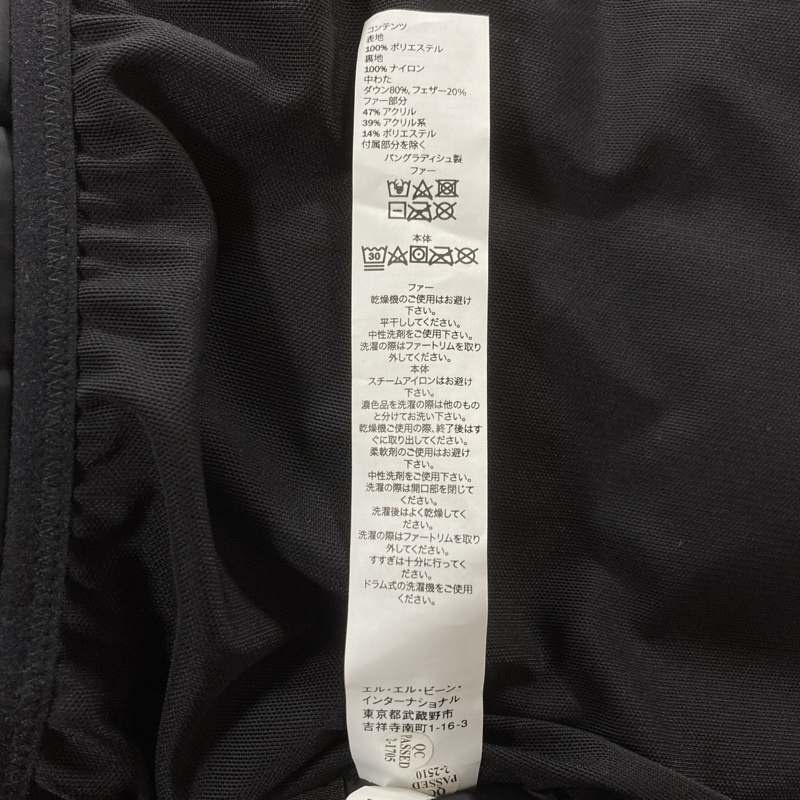 コンテンツ
表地
100% ポリエステル
裏地
100% ナイロン
中わた
ダウン80%, フェザー20%
ファー部分
47% アクリル
39% アクリル系
14% ポリエステル
付属部分を除く
バングラディシュ製
ファー
本体
30
ファー
乾燥機のご使用はお避け
下さい。
平干ししてください。
中性洗剤をご使用下さい。
洗濯の際はファートリムを取り
外してください。
本体
スチームアイロンはお避け
下さい。
濃色品を洗濯の際は他のもの
と分けてお洗い下さい。
乾燥機ご使用の際、終了後はす
ぐに取り出してください。
柔軟剤のご使用はお避け
下さい。
中性洗剤をご使用下さい。
洗濯の際は開口部を閉じて
ください。
洗濯後はよく乾燥してく
ださい。
洗濯の際はファートリムを取り
外してください。
すすぎは十分に行ってく
ださい。
ドラム式の洗濯機をご使用
ください。
エル・エル・ビーン・
インターナショナル
東京都武蔵野市
吉祥寺南町1-16-3
QC
PASSED
2-1705
QC
PASSED
2-2510